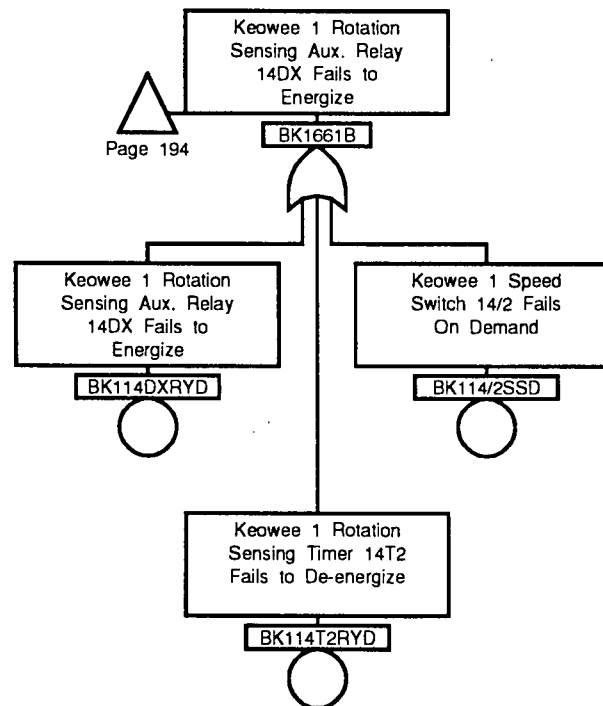 Keowee 1 Rotation
Sensing Aux. Relay
14DX Fails to
Energize
Page 194
BK1661B
Keowee 1 Rotation
Sensing Aux. Relay
14DX Fails to
Energize
BK114DXRYD
Keowee 1 Speed
Switch 14/2 Fails
On Demand
BK114/2SSD
Keowee 1 Rotation
Sensing Timer 14T2
Fails to De-energize
BK114T2RYD